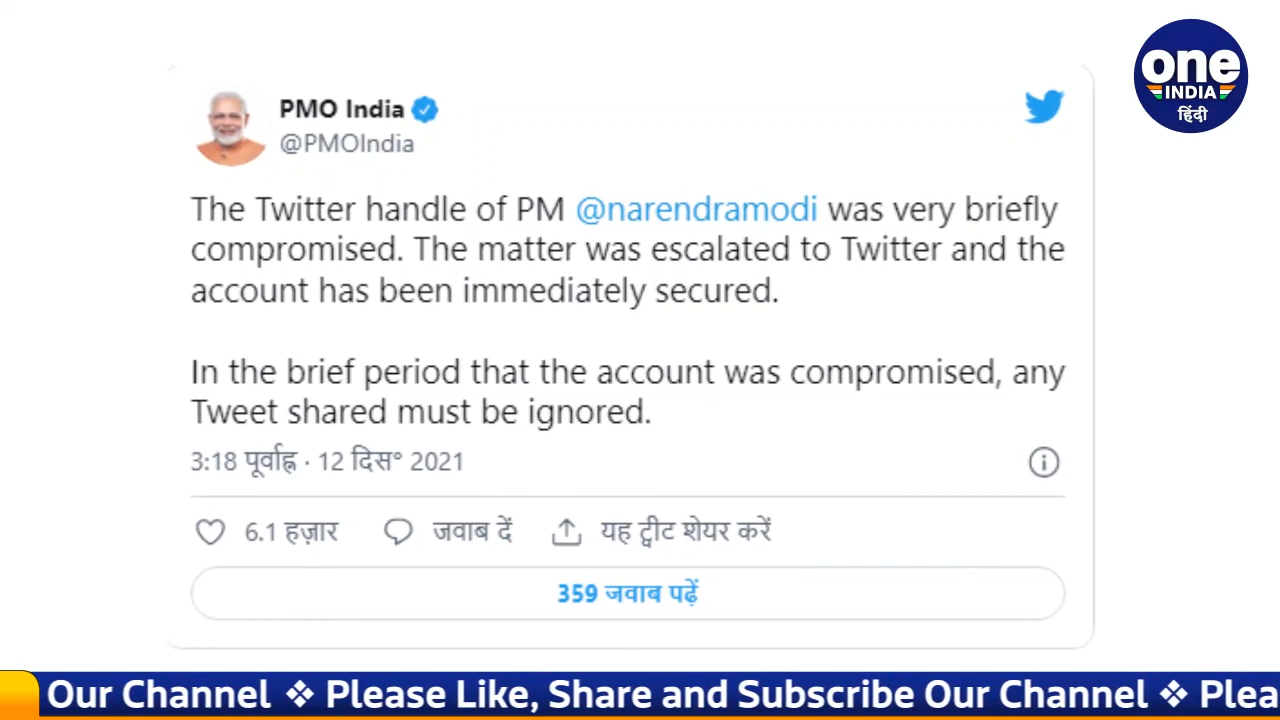 one
INDIA
हिंदी
PMO India
@PMOIndia
The Twitter handle of PM @narendramodi was very briefly
compromised. The matter was escalated to Twitter and the
account has been immediately secured.
In the brief period that the account was compromised, any
Tweet shared must be ignored.
3:18 पूर्वाह्न · 12 दिस॰ 2021
6.1 हज़ार जवाब दें यह ट्वीट शेयर करें
359 जवाब पढ़ें
Our Channel ❖ Please Like, Share and Subscribe Our Channel ❖ Plea